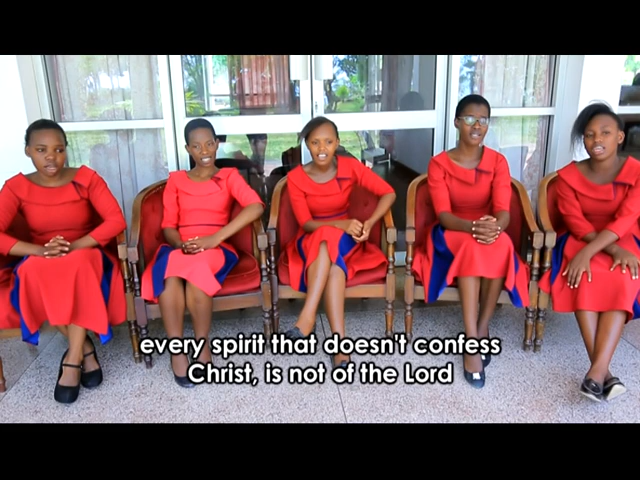 every spirit that doesn't confess
Christ, is not of the Lord